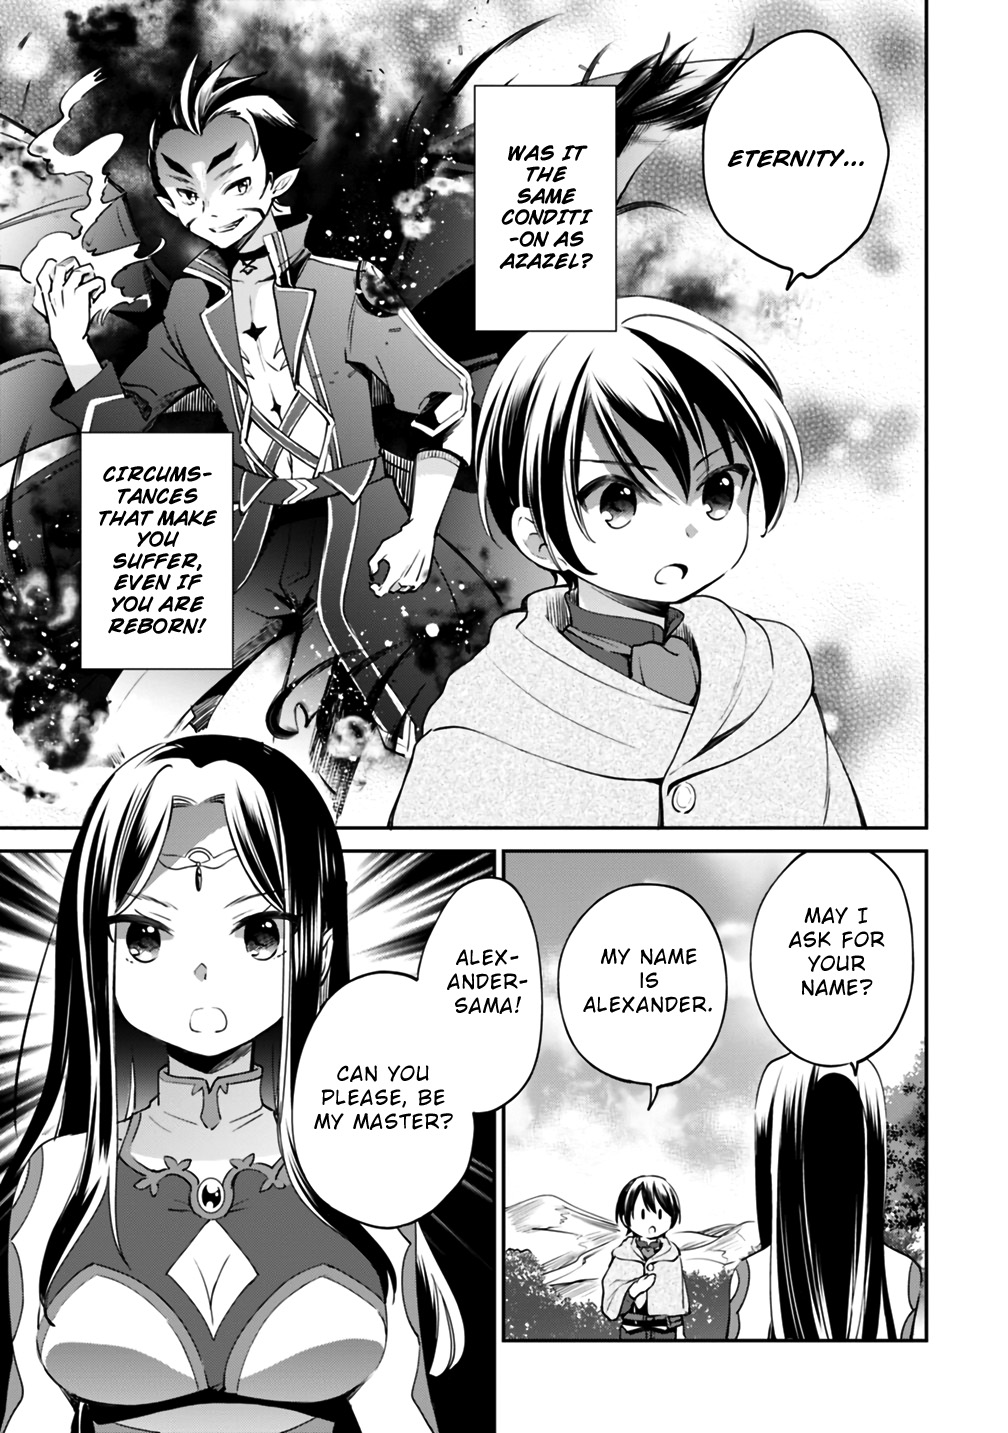 ETERNITY...
WAS IT
THE
SAME
CONDITI
-ON AS
AZAZEL?
CIRCUMS-
TANCES
THAT MAKE
YOU
SUFFER,
EVEN IF
YOU ARE
REBORN!
MAY I
ASK FOR
YOUR
NAME?
MY NAME
IS
ALEXANDER.
ALEX-
ANDER-
SAMA!
CAN YOU
PLEASE, BE
MY MASTER?